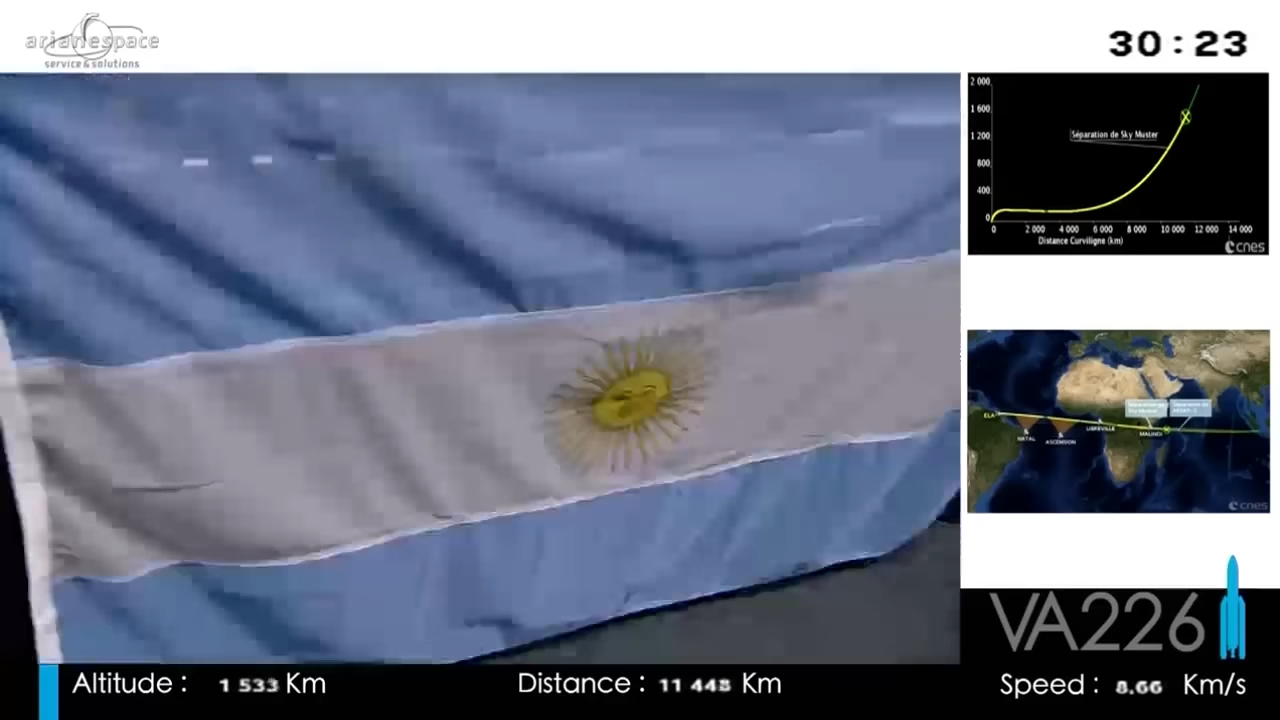 arianespace
service & solutions
30 : 23
2 000
1 600
1 200
800
400
0
Séparation de Sky Muster
0 2 000 4 000 6 000 8 000 10 000 12 000 14 000
Distance Curviligne (km)
cnes
ELA
NATAL
ASCENSION
LIBREVILLE
MALINDI
cnes
VA226
Altitude : 1 533 Km
Distance : 11 448 Km
Speed : 8.66 Km/s